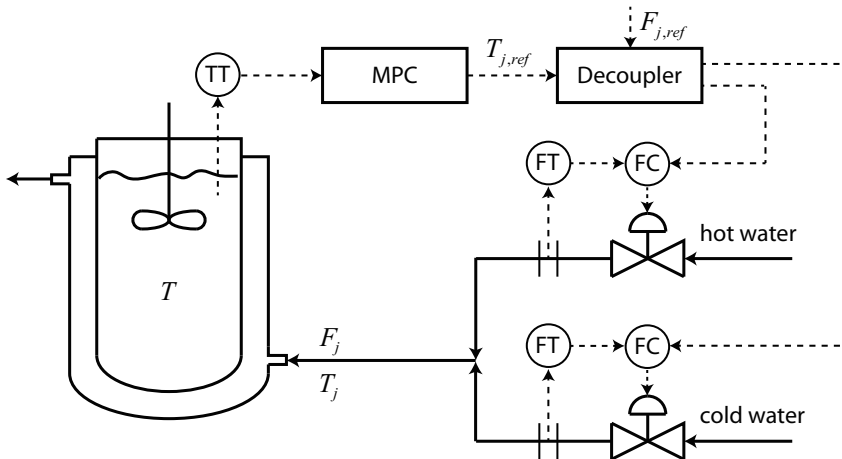 F_{j,ref}
TT
MPC
T_{j,ref}
Decoupler
FT
FC
hot water
T
F_j
T_j
FT
FC
cold water